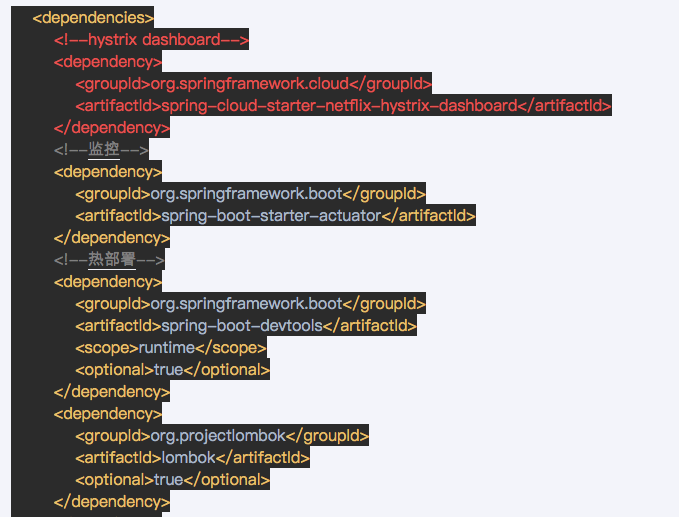 <dependencies>
<!--hystrix dashboard-->
<dependency>
<groupId>org.springframework.cloud</groupId>
<artifactId>spring-cloud-starter-netflix-hystrix-dashboard</artifactId>
</dependency>
<!--监控-->
<dependency>
<groupId>org.springframework.boot</groupId>
<artifactId>spring-boot-starter-actuator</artifactId>
</dependency>
<!--热部署-->
<dependency>
<groupId>org.springframework.boot</groupId>
<artifactId>spring-boot-devtools</artifactId>
<scope>runtime</scope>
<optional>true</optional>
</dependency>
<dependency>
<groupId>org.projectlombok</groupId>
<artifactId>lombok</artifactId>
<optional>true</optional>
</dependency>